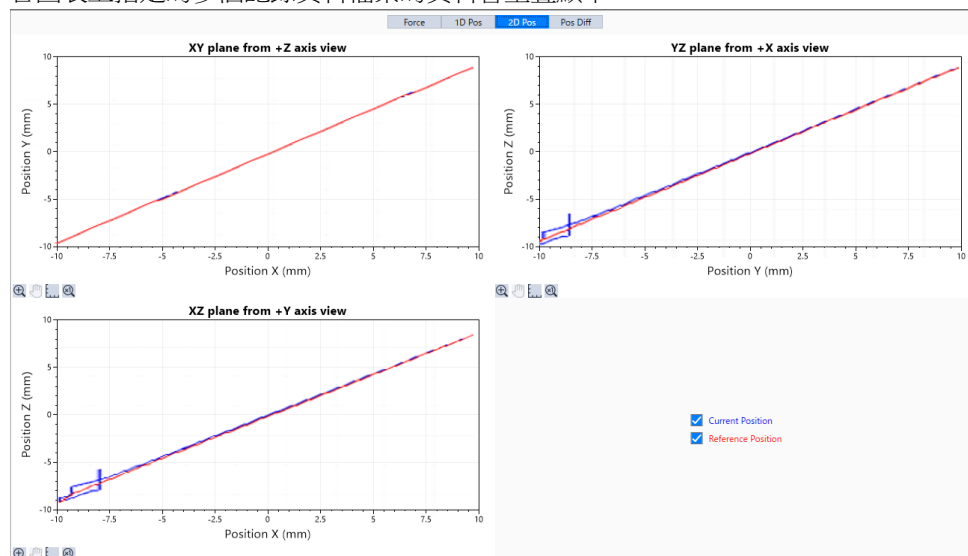 Force 1D Pos 2D Pos Pos Diff
XY plane from +Z axis view
10
5
0
-5
-10
Position Y (mm)
-10 -7.5 -5 -2.5 0 2.5 5 7.5 10
Position X (mm)
YZ plane from +X axis view
10
5
0
-5
-10
Position Z (mm)
-10 -7.5 -5 -2.5 0 2.5 5 7.5 10
Position Y (mm)
XZ plane from +Y axis view
10
5
0
-5
-10
Position Z (mm)
-10 -7.5 -5 -2.5 0 2.5 5 7.5 10
Position X (mm)
Current Position
Reference Position